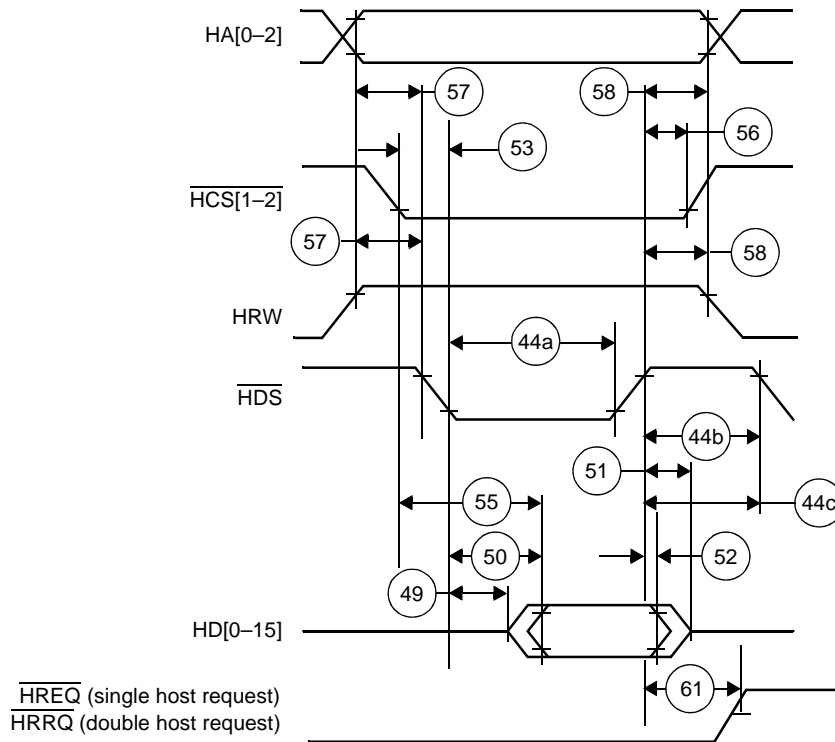 HA[0–2]
57
58
56
53
HCS[1–2]
57
58
HRW
44a
HDS
44b
51
44c
55
50
52
49
HD[0–15]
61
HREQ (single host request)
HRRQ (double host request)